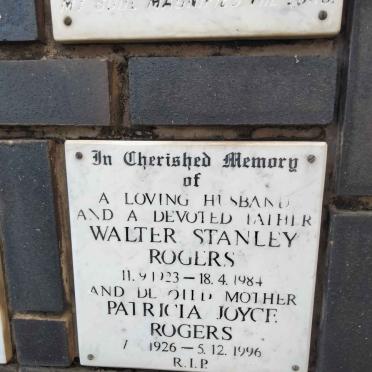 In Cherished Memory
of
A LOVING HUSBAND
AND A DEVOTED FATHER
WALTER STANLEY
ROGERS
11.9.1923 – 18.4.1984
AND DEVOTED MOTHER
PATRICIA JOYCE
ROGERS
1926 – 5.12.1996
R.I.P.